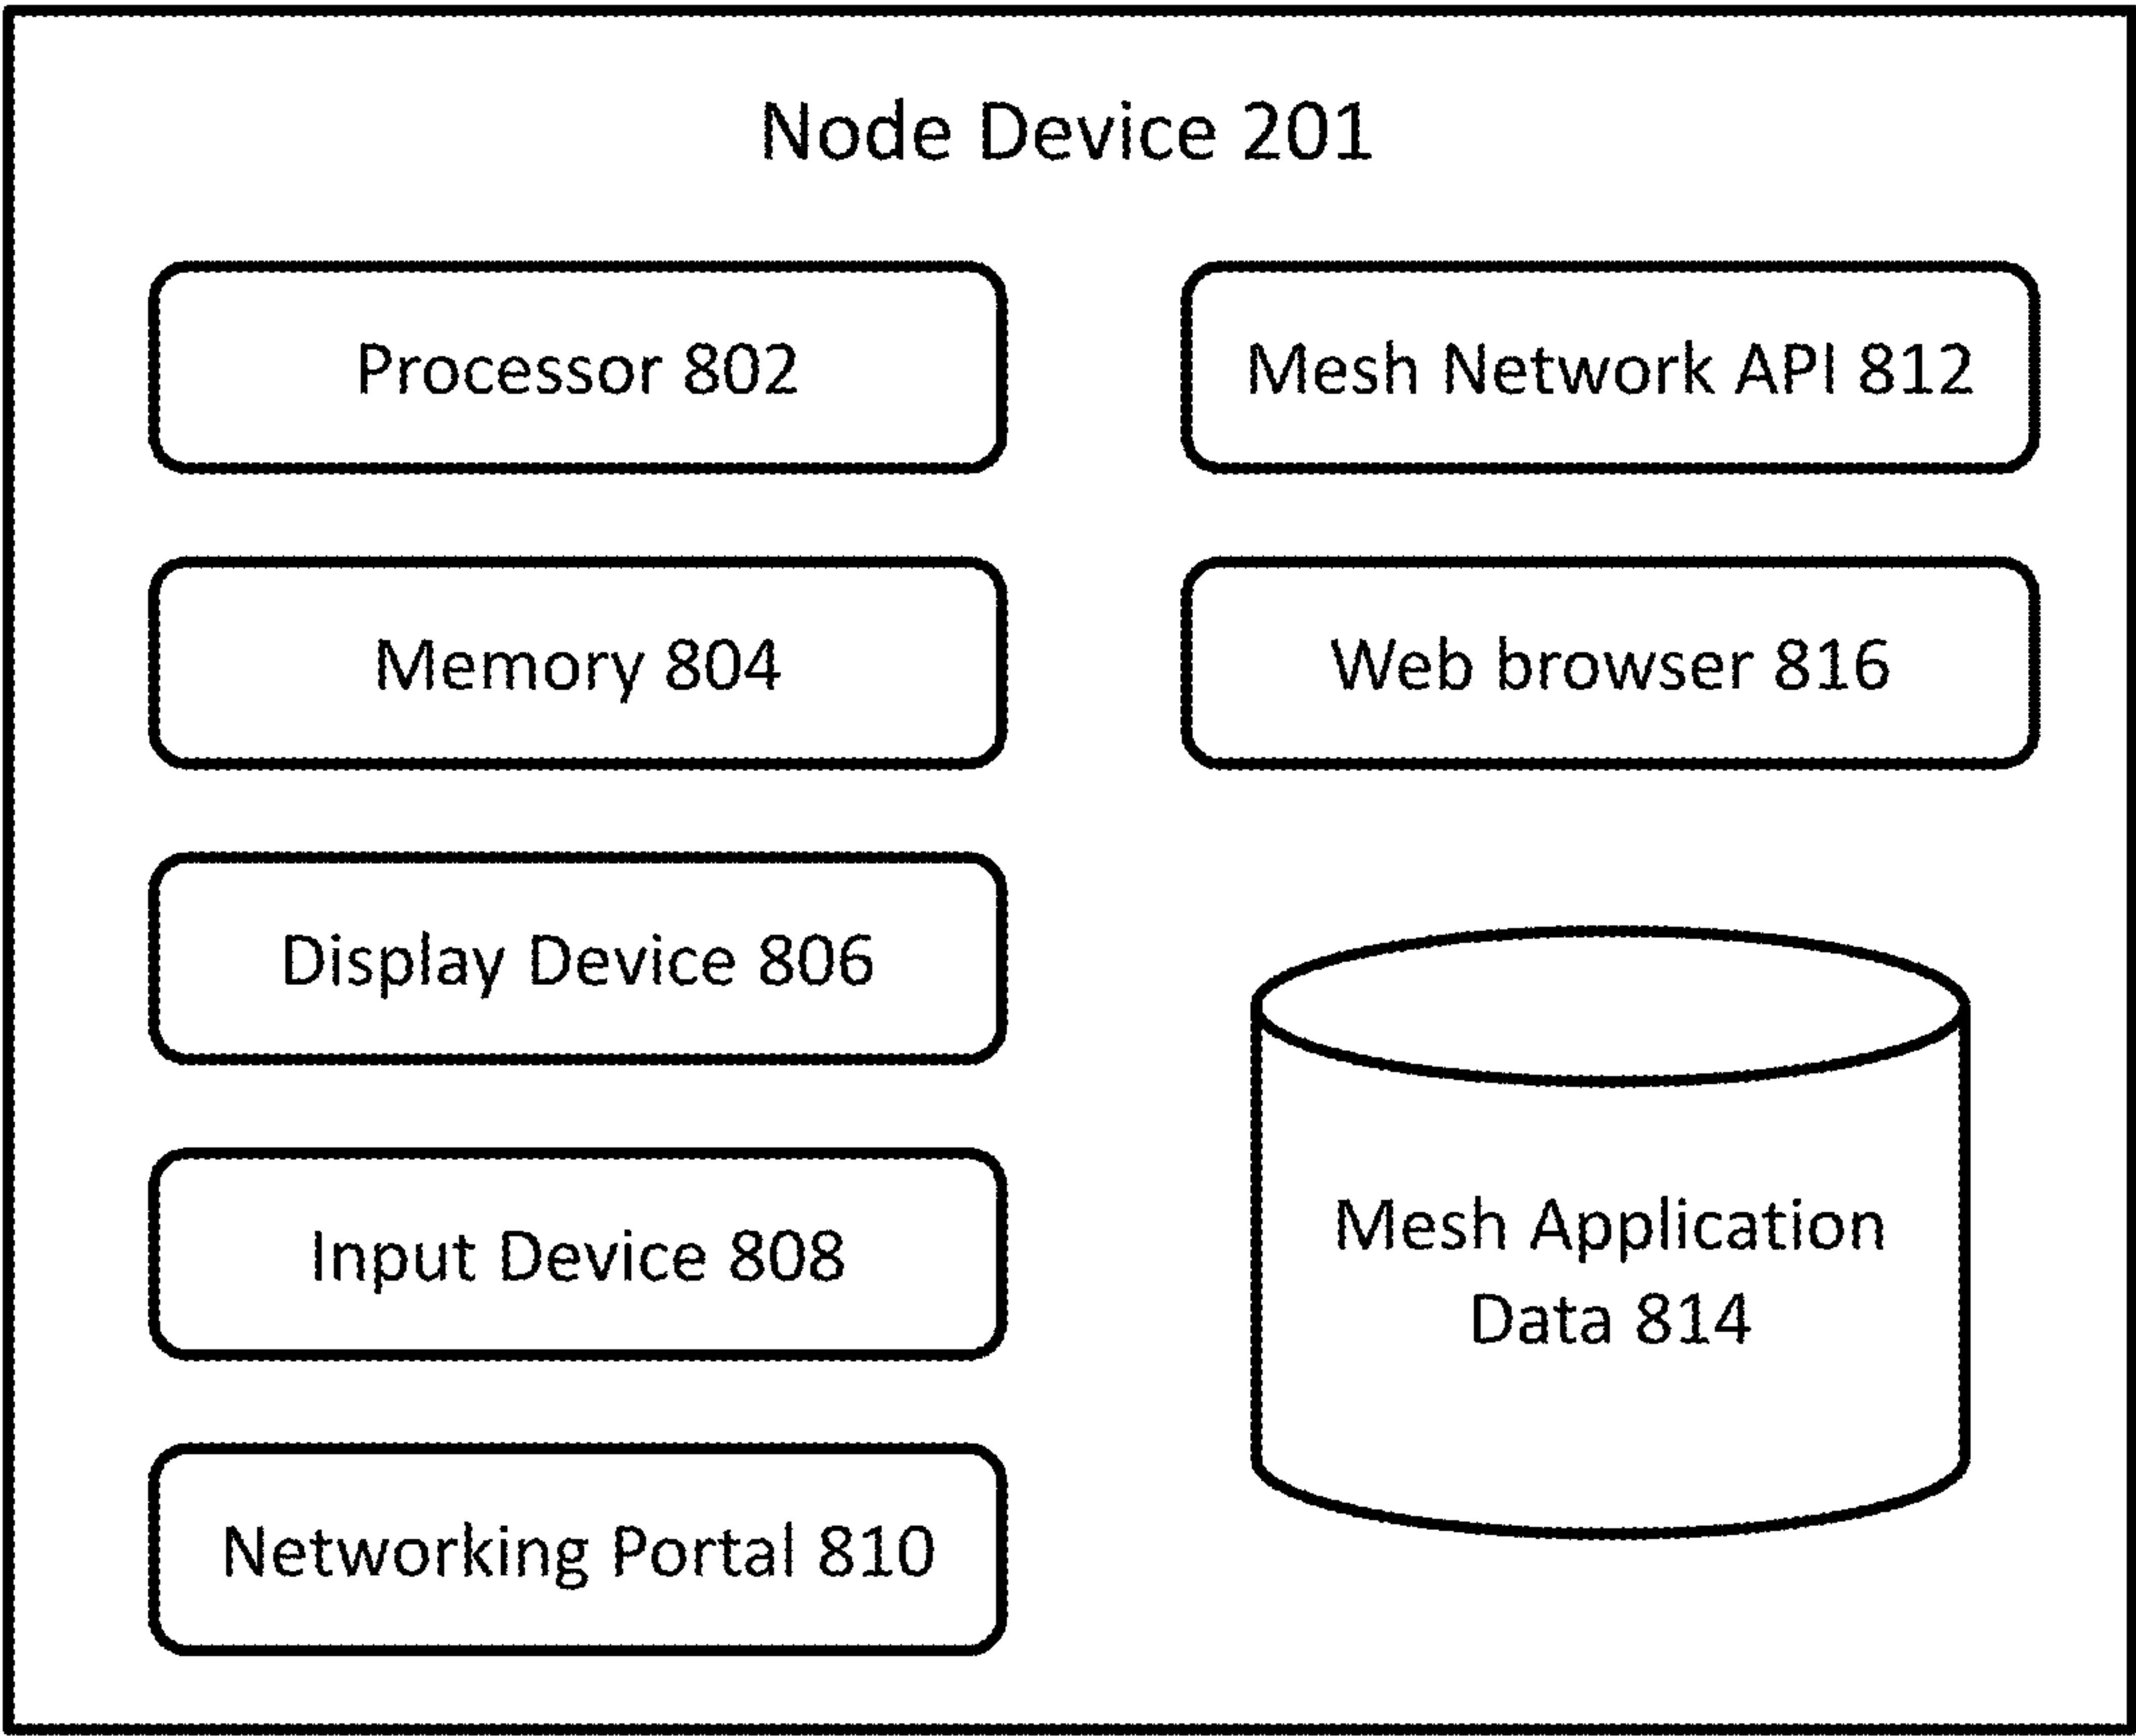 Node Device 201
Processor 802
Memory 804
Display Device 806
Input Device 808
Networking Portal 810
Mesh Network API 812
Web browser 816
Mesh Application
Data 814